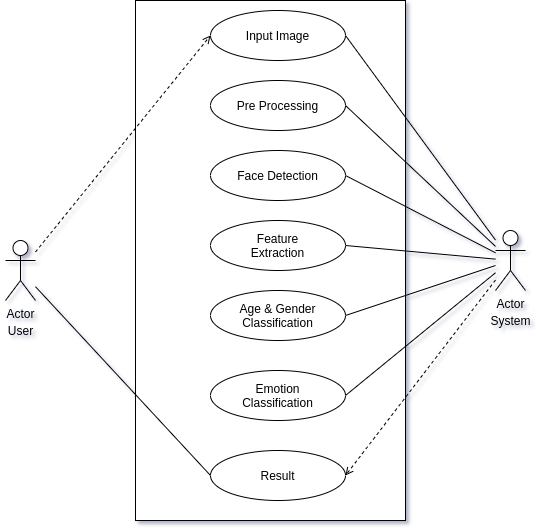 Input Image
Pre Processing
Face Detection
Feature
Extraction
Age & Gender
Classification
Emotion
Classification
Result
Actor
User
Actor
System